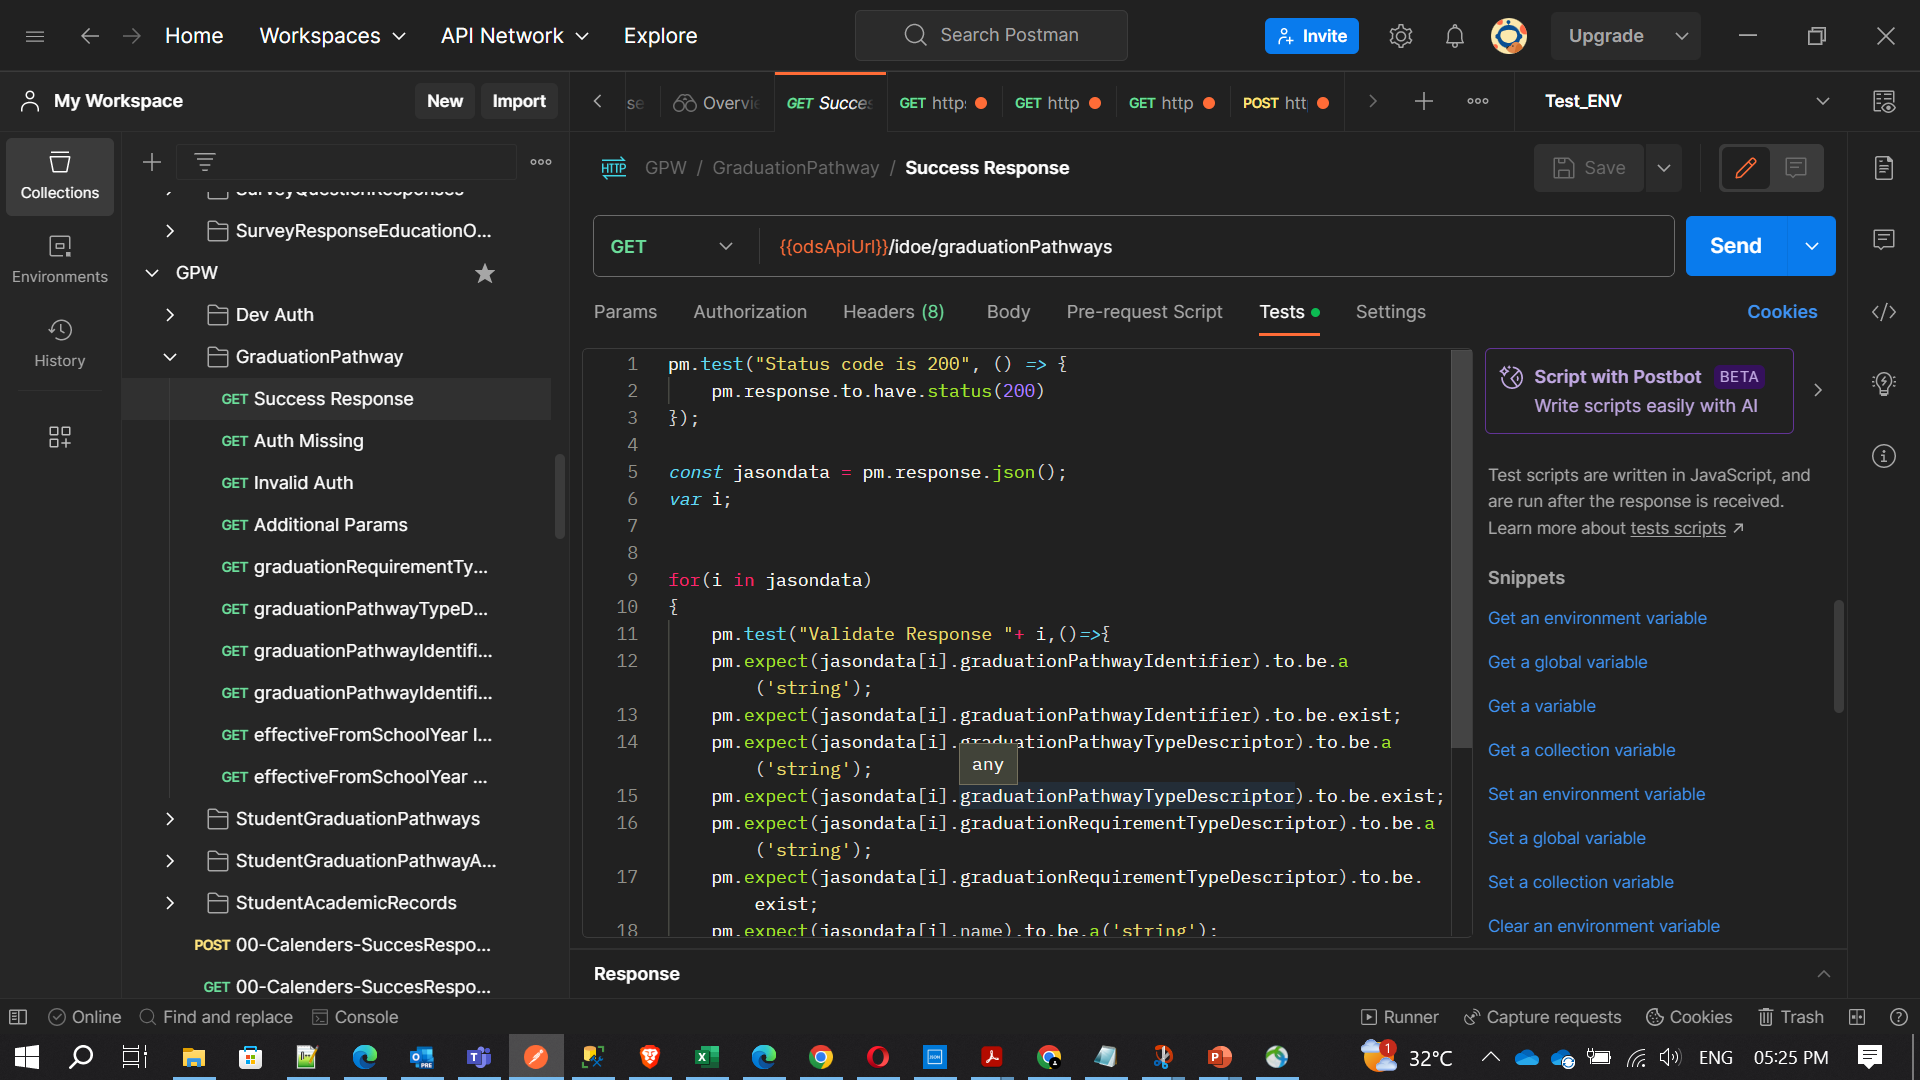 Home
Workspaces
API Network
Explore
Search Postman
Invite
Upgrade
My Workspace
New
Import
se
Overvie
GET Succes
GET http:
GET http
GET http
POST htt
Test_ENV
Collections
Environments
History
SurveyQuestionResponses
SurveyResponseEducationO...
GPW
Dev Auth
GraduationPathway
GET Success Response
GET Auth Missing
GET Invalid Auth
GET Additional Params
GET graduationRequirementTy...
GET graduationPathwayTypeD...
GET graduationPathwayIdentifi...
GET graduationPathwayIdentifi...
GET effectiveFromSchoolYear I...
GET effectiveFromSchoolYear ...
StudentGraduationPathways
StudentGraduationPathwayA...
StudentAcademicRecords
POST 00-Calenders-SuccesRespo...
GET 00-Calenders-SuccesRespo...
HTTP GPW / GraduationPathway / Success Response
Save
GET
{{odsApiUrl}}/idoe/graduationPathways
Send
Params
Authorization
Headers (8)
Body
Pre-request Script
Tests
Settings
Cookies
1 pm.test("Status code is 200", () => {
2 pm.response.to.have.status(200)
3 });
4
5 const jasondata = pm.response.json();
6 var i;
7
8
9 for(i in jasondata)
10 {
11 pm.test("Validate Response "+ i,()=>{
12 pm.expect(jasondata[i].graduationPathwayIdentifier).to.be.a
('string');
13 pm.expect(jasondata[i].graduationPathwayIdentifier).to.be.exist;
14 pm.expect(jasondata[i].graduationPathwayTypeDescriptor).to.be.a
('string');
any
15 pm.expect(jasondata[i].graduationPathwayTypeDescriptor).to.be.exist;
16 pm.expect(jasondata[i].graduationRequirementTypeDescriptor).to.be.a
('string');
17 pm.expect(jasondata[i].graduationRequirementTypeDescriptor).to.be.
exist;
18 pm.expect(jasondata[i].name).to.be.a('string');
Script with Postbot BETA
Write scripts easily with AI
Test scripts are written in JavaScript, and
are run after the response is received.
Learn more about tests scripts
Snippets
Get an environment variable
Get a global variable
Get a variable
Get a collection variable
Set an environment variable
Set a global variable
Set a collection variable
Clear an environment variable
Response
Online
Find and replace
Console
Runner
Capture requests
Cookies
Trash
1
32°C
ENG
05:25 PM